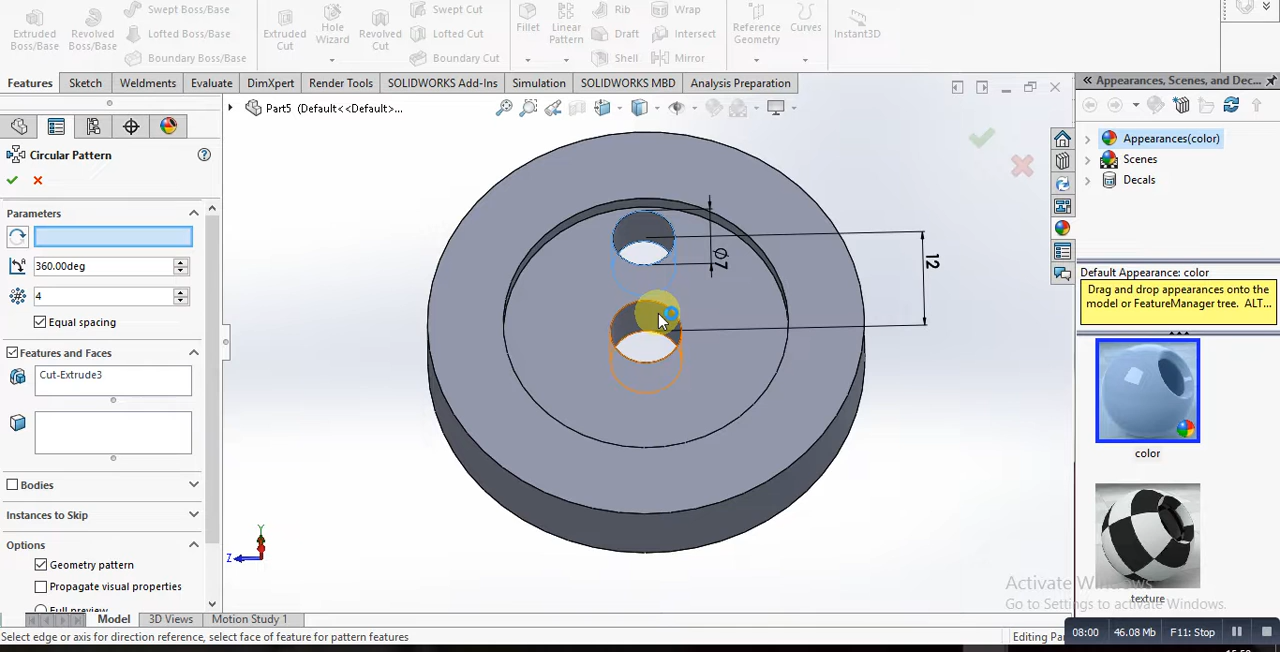 Extruded Boss/Base
Revolved Boss/Base
Swept Boss/Base
Lofted Boss/Base
Boundary Boss/Base
Extruded Cut
Hole Wizard
Revolved Cut
Swept Cut
Lofted Cut
Boundary Cut
Fillet
Linear Pattern
Rib
Draft
Shell
Wrap
Intersect
Mirror
Reference Geometry
Curves
Instant3D
Features
Sketch
Weldments
Evaluate
DimXpert
Render Tools
SOLIDWORKS Add-Ins
Simulation
SOLIDWORKS MBD
Analysis Preparation
Part5 (Default<<Default>...
Circular Pattern
Parameters
360.00deg
4
Equal spacing
Features and Faces
Cut-Extrude3
Bodies
Instances to Skip
Options
Geometry pattern
Propagate visual properties
Full preview
Ø7
12
Y
Z
Appearances, Scenes, and Dec...
Appearances(color)
Scenes
Decals
Default Appearance: color
Drag and drop appearances onto the
model or FeatureManager tree. ALT...
color
texture
Activate Windows
Go to Settings to activate Windows.
Model
3D Views
Motion Study 1
Select edge or axis for direction reference, select face of feature for pattern features
Editing Pa
08:00
46.08 Mb
F11: Stop